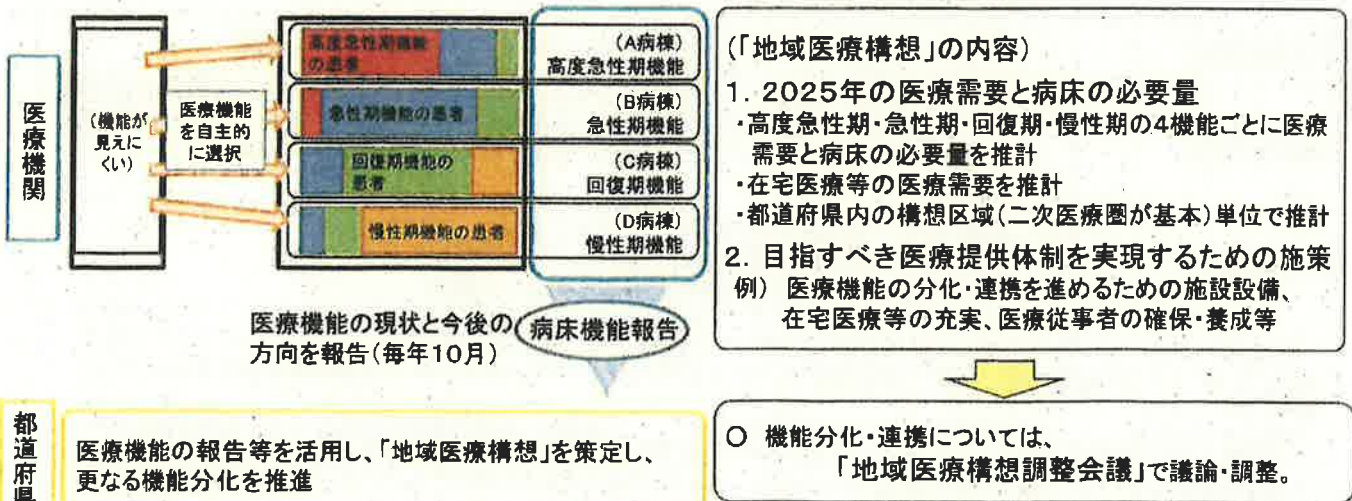 医療機関
(機能が
見えに
くい)
医療機能
を自主的
に選択
高度急性期機能
の患者
(A病棟)
高度急性期機能
急性期機能の患者
(B病棟)
急性期機能
回復期機能の
患者
(C病棟)
回復期機能
慢性期機能の患者
(D病棟)
慢性期機能
医療機能の現状と今後の
方向を報告(毎年10月)
病床機能報告
都道府県
医療機能の報告等を活用し、「地域医療構想」を策定し、
更なる機能分化を推進
(「地域医療構想」の内容)
1. 2025年の医療需要と病床の必要量
・高度急性期・急性期・回復期・慢性期の4機能ごとに医療
需要と病床の必要量を推計
・在宅医療等の医療需要を推計
・都道府県内の構想区域(二次医療圏が基本)単位で推計
2. 目指すべき医療提供体制を実現するための施策
例) 医療機能の分化・連携を進めるための施設設備、
在宅医療等の充実、医療従事者の確保・養成等
○ 機能分化・連携については、
「地域医療構想調整会議」で議論・調整。